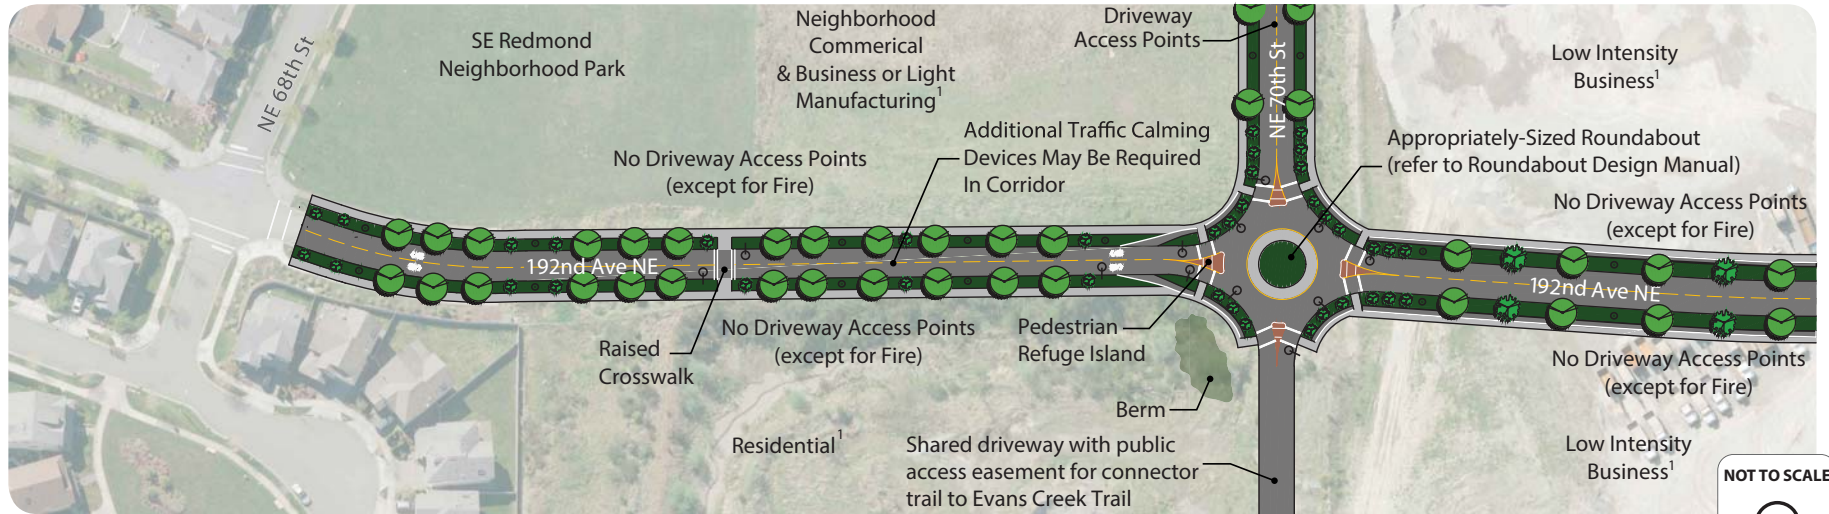 SE Redmond
Neighborhood Park
NE 68th St
Neighborhood
Commerical
& Business or Light
Manufacturing1
Driveway
Access Points
NE 70th St
Low Intensity
Business1
No Driveway Access Points
(except for Fire)
Additional Traffic Calming
Devices May Be Required
In Corridor
Appropriately-Sized Roundabout
(refer to Roundabout Design Manual)
No Driveway Access Points
(except for Fire)
192nd Ave NE
192nd Ave NE
Raised
Crosswalk
No Driveway Access Points
(except for Fire)
Pedestrian
Refuge Island
Berm
No Driveway Access Points
(except for Fire)
Residential1
Shared driveway with public
access easement for connector
trail to Evans Creek Trail
Low Intensity
Business1
NOT TO SCALE